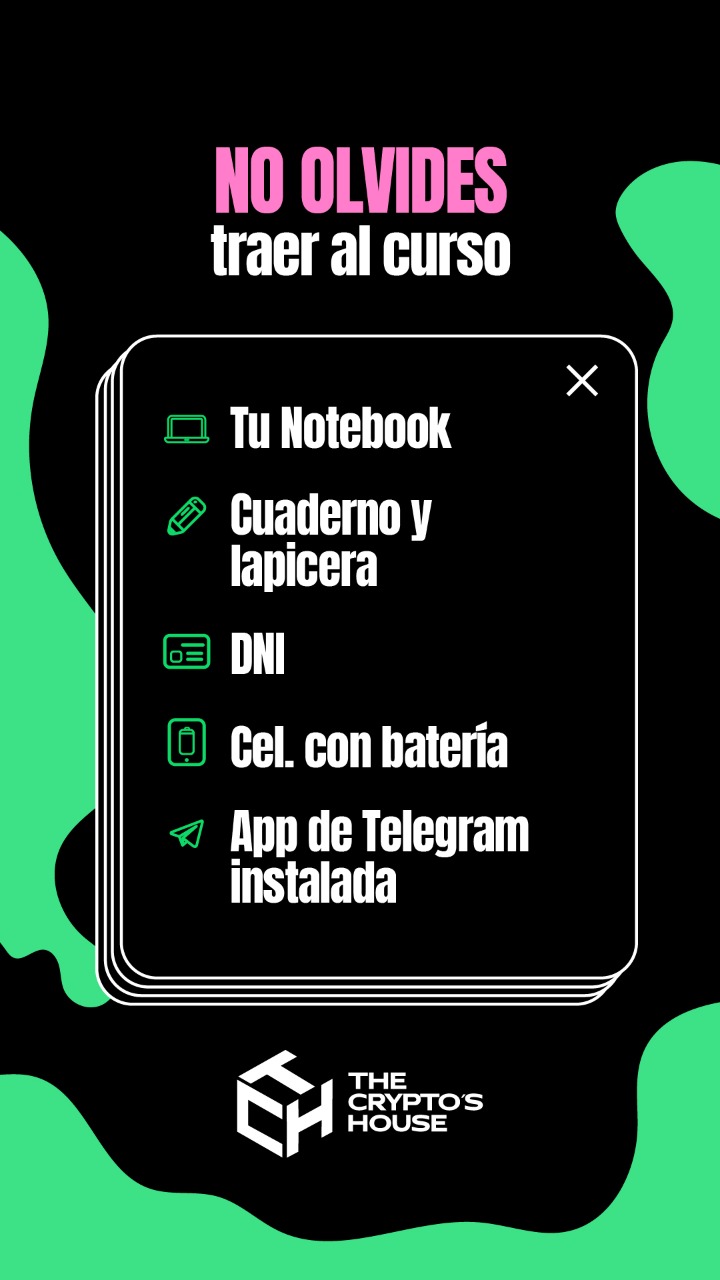 NO OLVIDES
traer al curso
Tu Notebook
Cuaderno y
lapicera
DNI
Cel. con batería
App de Telegram
instalada
TCH
THE
CRYPTO´S
HOUSE